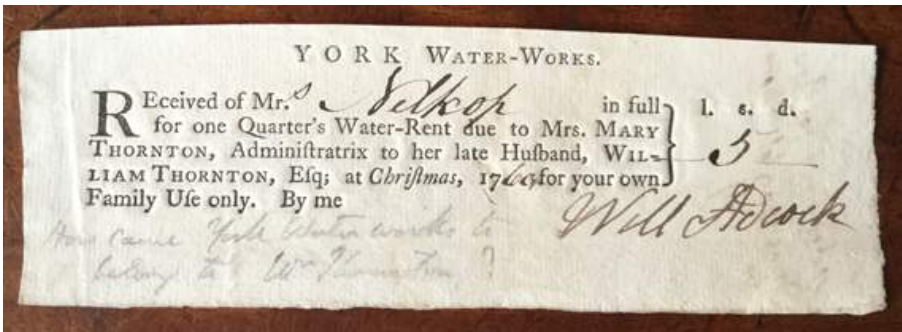 YORK WATER-WORKS.
REceived of Mr.s Nelkop in full l. s. d.
for one Quarter's Water-Rent due to Mrs. MARY
THORNTON, Adminiſtratrix to her late Huſband, WIL- 5
LIAM THORNTON, Eſq; at Chriſtmas, 17 for your own
Family Uſe only. By me Will Adcock
How came York Water works to
belong to Wm Thornton ?